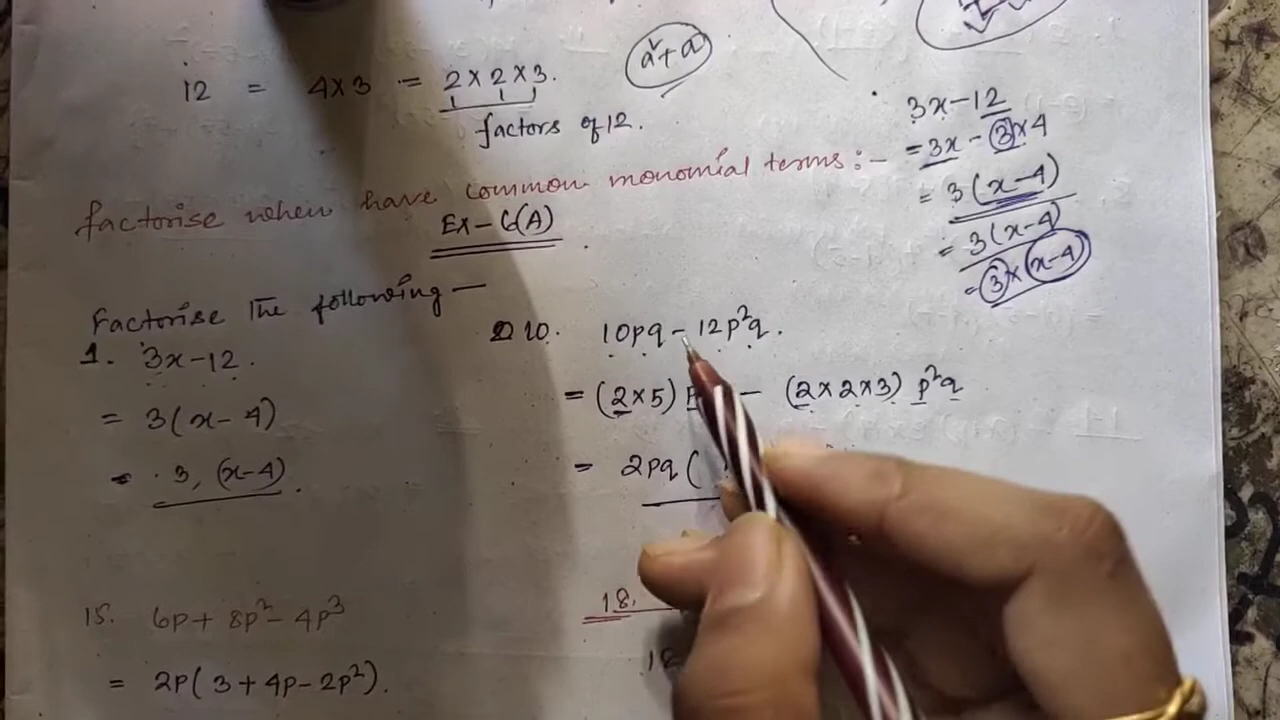 12 = 4×3 = 2×2×3.
a²+a
factors of 12.
3x-12
= 3x - 3×4
= 3(x-4)
= 3(x-4)
= 3×(x-4)
factorise when have common monomial terms:-
Ex-6(A)
Factorise the following —
1. 3x-12.
= 3(x-4)
= 3, (x-4).
10. 10pq-12p²q.
= (2×5) p — (2×2×3) p²q
= 2pq(
15. 6p+8p²-4p³
= 2p(3+4p-2p²).
18.
18